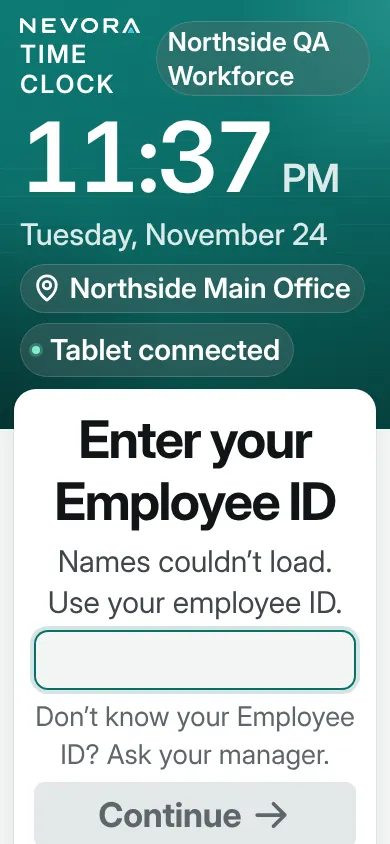 NEVORA
TIME
CLOCK
Northside QA
Workforce
11:37 PM
Tuesday, November 24
Northside Main Office
Tablet connected
Enter your
Employee ID
Names couldn’t load.
Use your employee ID.
Don’t know your Employee
ID? Ask your manager.
Continue →